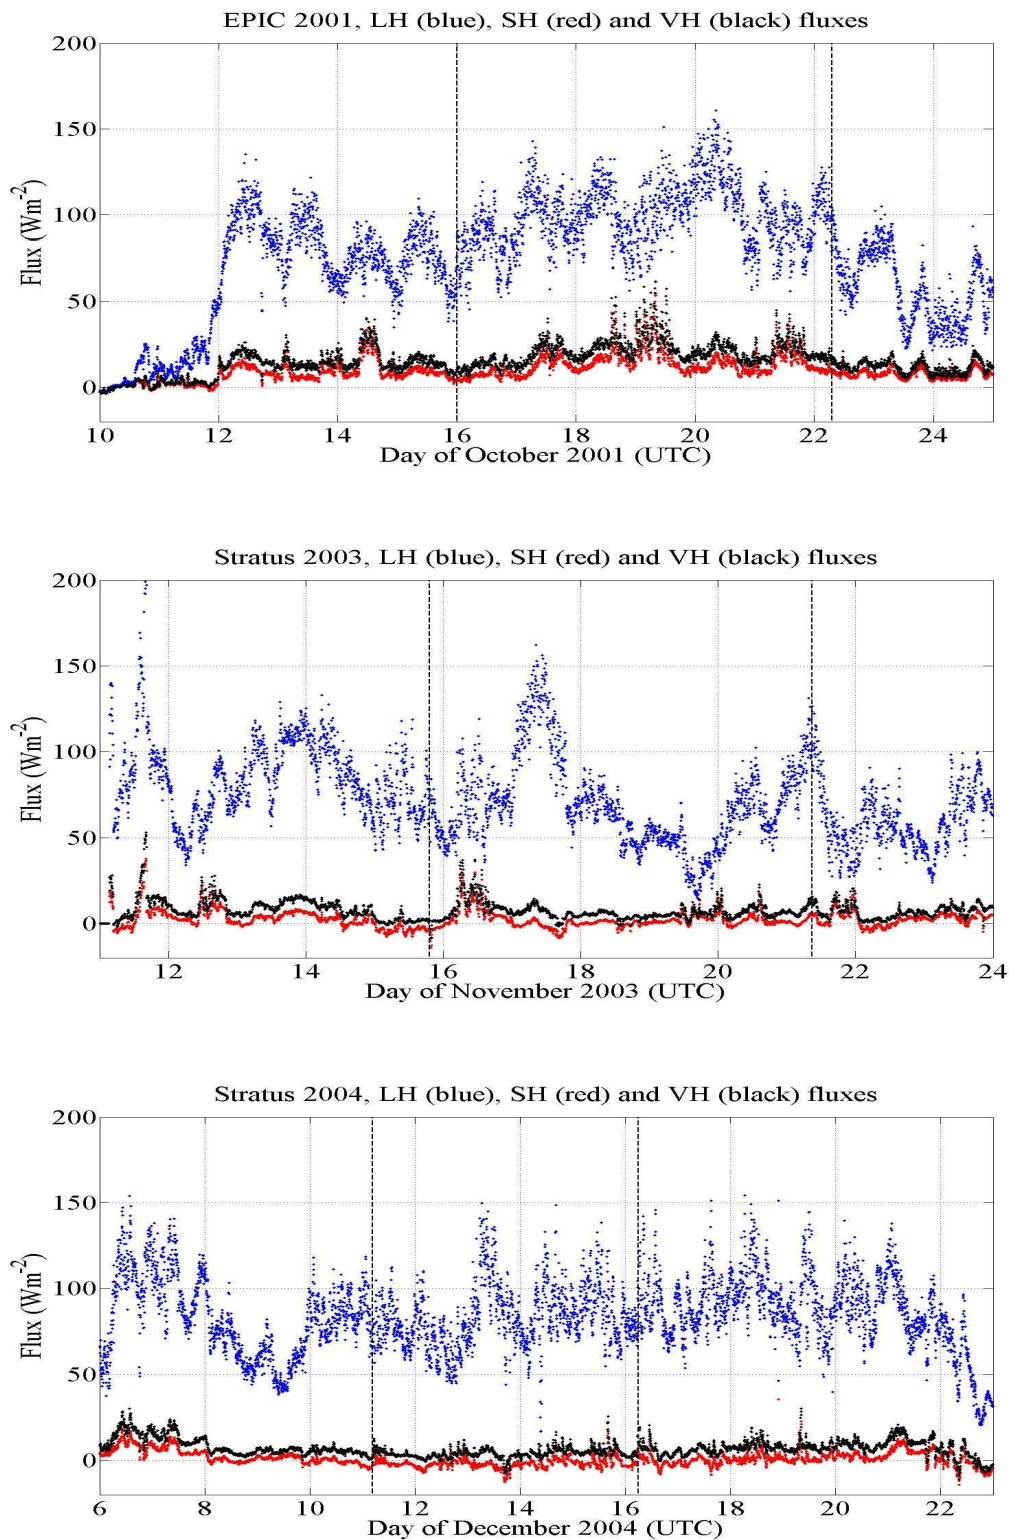 EPIC 2001, LH (blue), SH (red) and VH (black) fluxes
200
150
100
50
0
Flux (Wm⁻²)
10 12 14 16 18 20 22 24
Day of October 2001 (UTC)
Stratus 2003, LH (blue), SH (red) and VH (black) fluxes
200
150
100
50
0
Flux (Wm⁻²)
12 14 16 18 20 22 24
Day of November 2003 (UTC)
Stratus 2004, LH (blue), SH (red) and VH (black) fluxes
200
150
100
50
0
Flux (Wm⁻²)
6 8 10 12 14 16 18 20 22
Day of December 2004 (UTC)